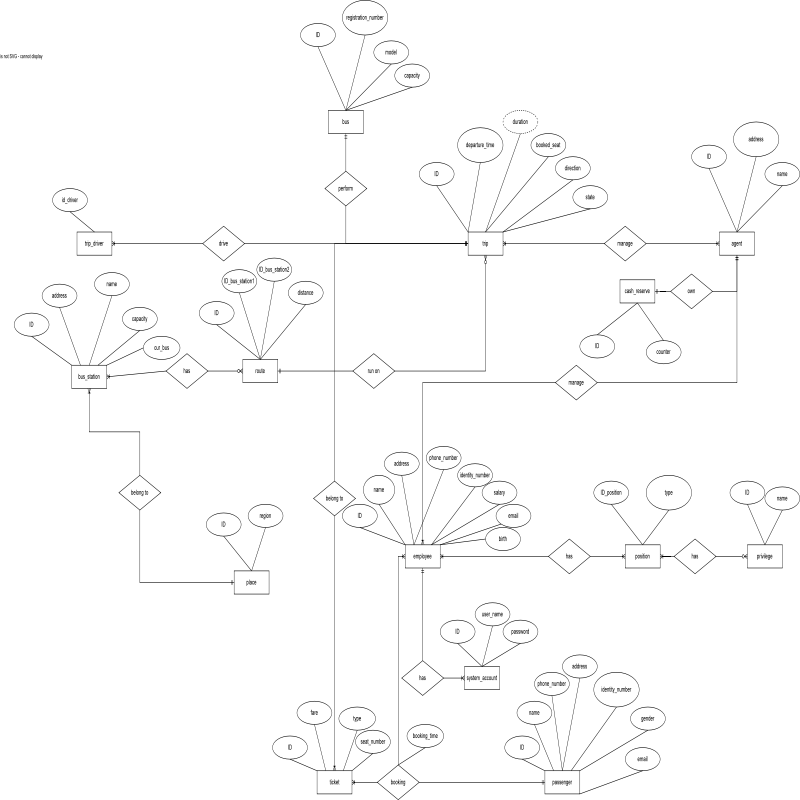 registration_number
ID
model
is not SVG - cannot display
capacity
bus
duration
address
departure_time
booked_seat
ID
direction
ID
name
perform
state
id_driver
trip_driver
drive
trip
manage
agent
ID_bus_station2
ID_bus_station1
name
address
distance
cash_reserve
own
capacity
ID
ID
cur_bus
ID
counter
bus_station
has
route
run on
manage
phone_number
address
identity_number
name
salary
ID_position
type
ID
name
belong to
belong to
ID
email
region
ID
birth
employee
has
position
has
privilege
place
user_name
ID
password
has
system_account
address
phone_number
identity_number
fare
type
name
gender
booking_time
seat_number
ID
ID
email
ticket
booking
passenger